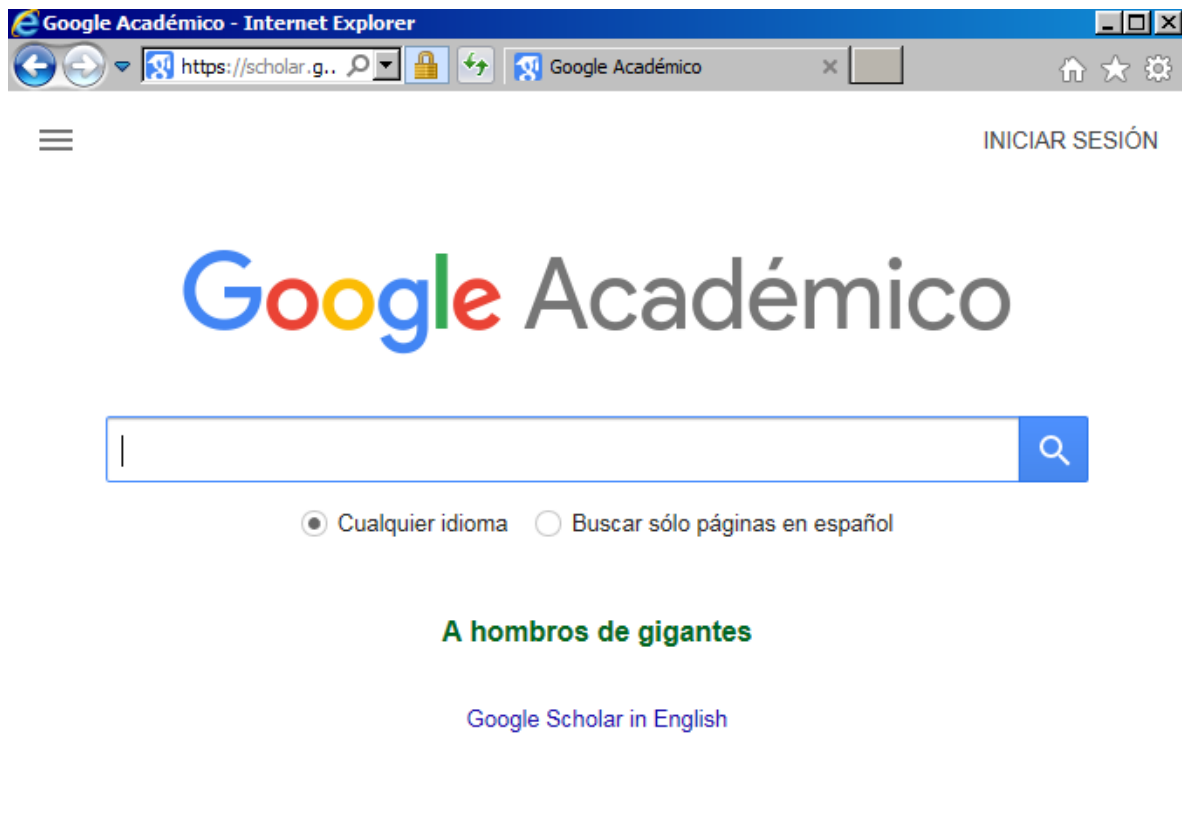 Google Académico - Internet Explorer
https://scholar.g.. Google Académico
INICIAR SESIÓN
Google Académico
Cualquier idioma Buscar sólo páginas en español
A hombros de gigantes
Google Scholar in English